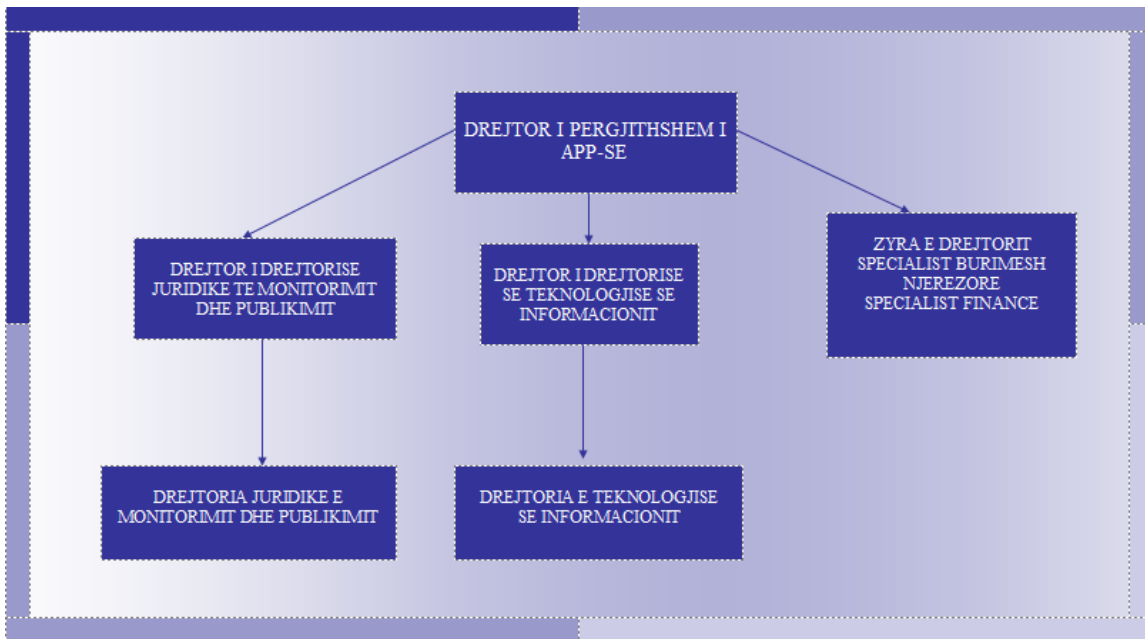 DREJTOR I PERGJITHSHEM I
APP-SE
DREJTOR I DREJTORISE
JURIDIKE TE MONITORIMIT
DHE PUBLIKIMIT
DREJTOR I DREJTORISE
SE TEKNOLOGJISE SE
INFORMACIONIT
ZYRA E DREJTORIT
SPECIALIST BURIMESH
NJEREZORE
SPECIALIST FINANCE
DREJTORIA JURIDIKE E
MONITORIMIT DHE PUBLIKIMIT
DREJTORIA E TEKNOLOGJISE
SE INFORMACIONIT